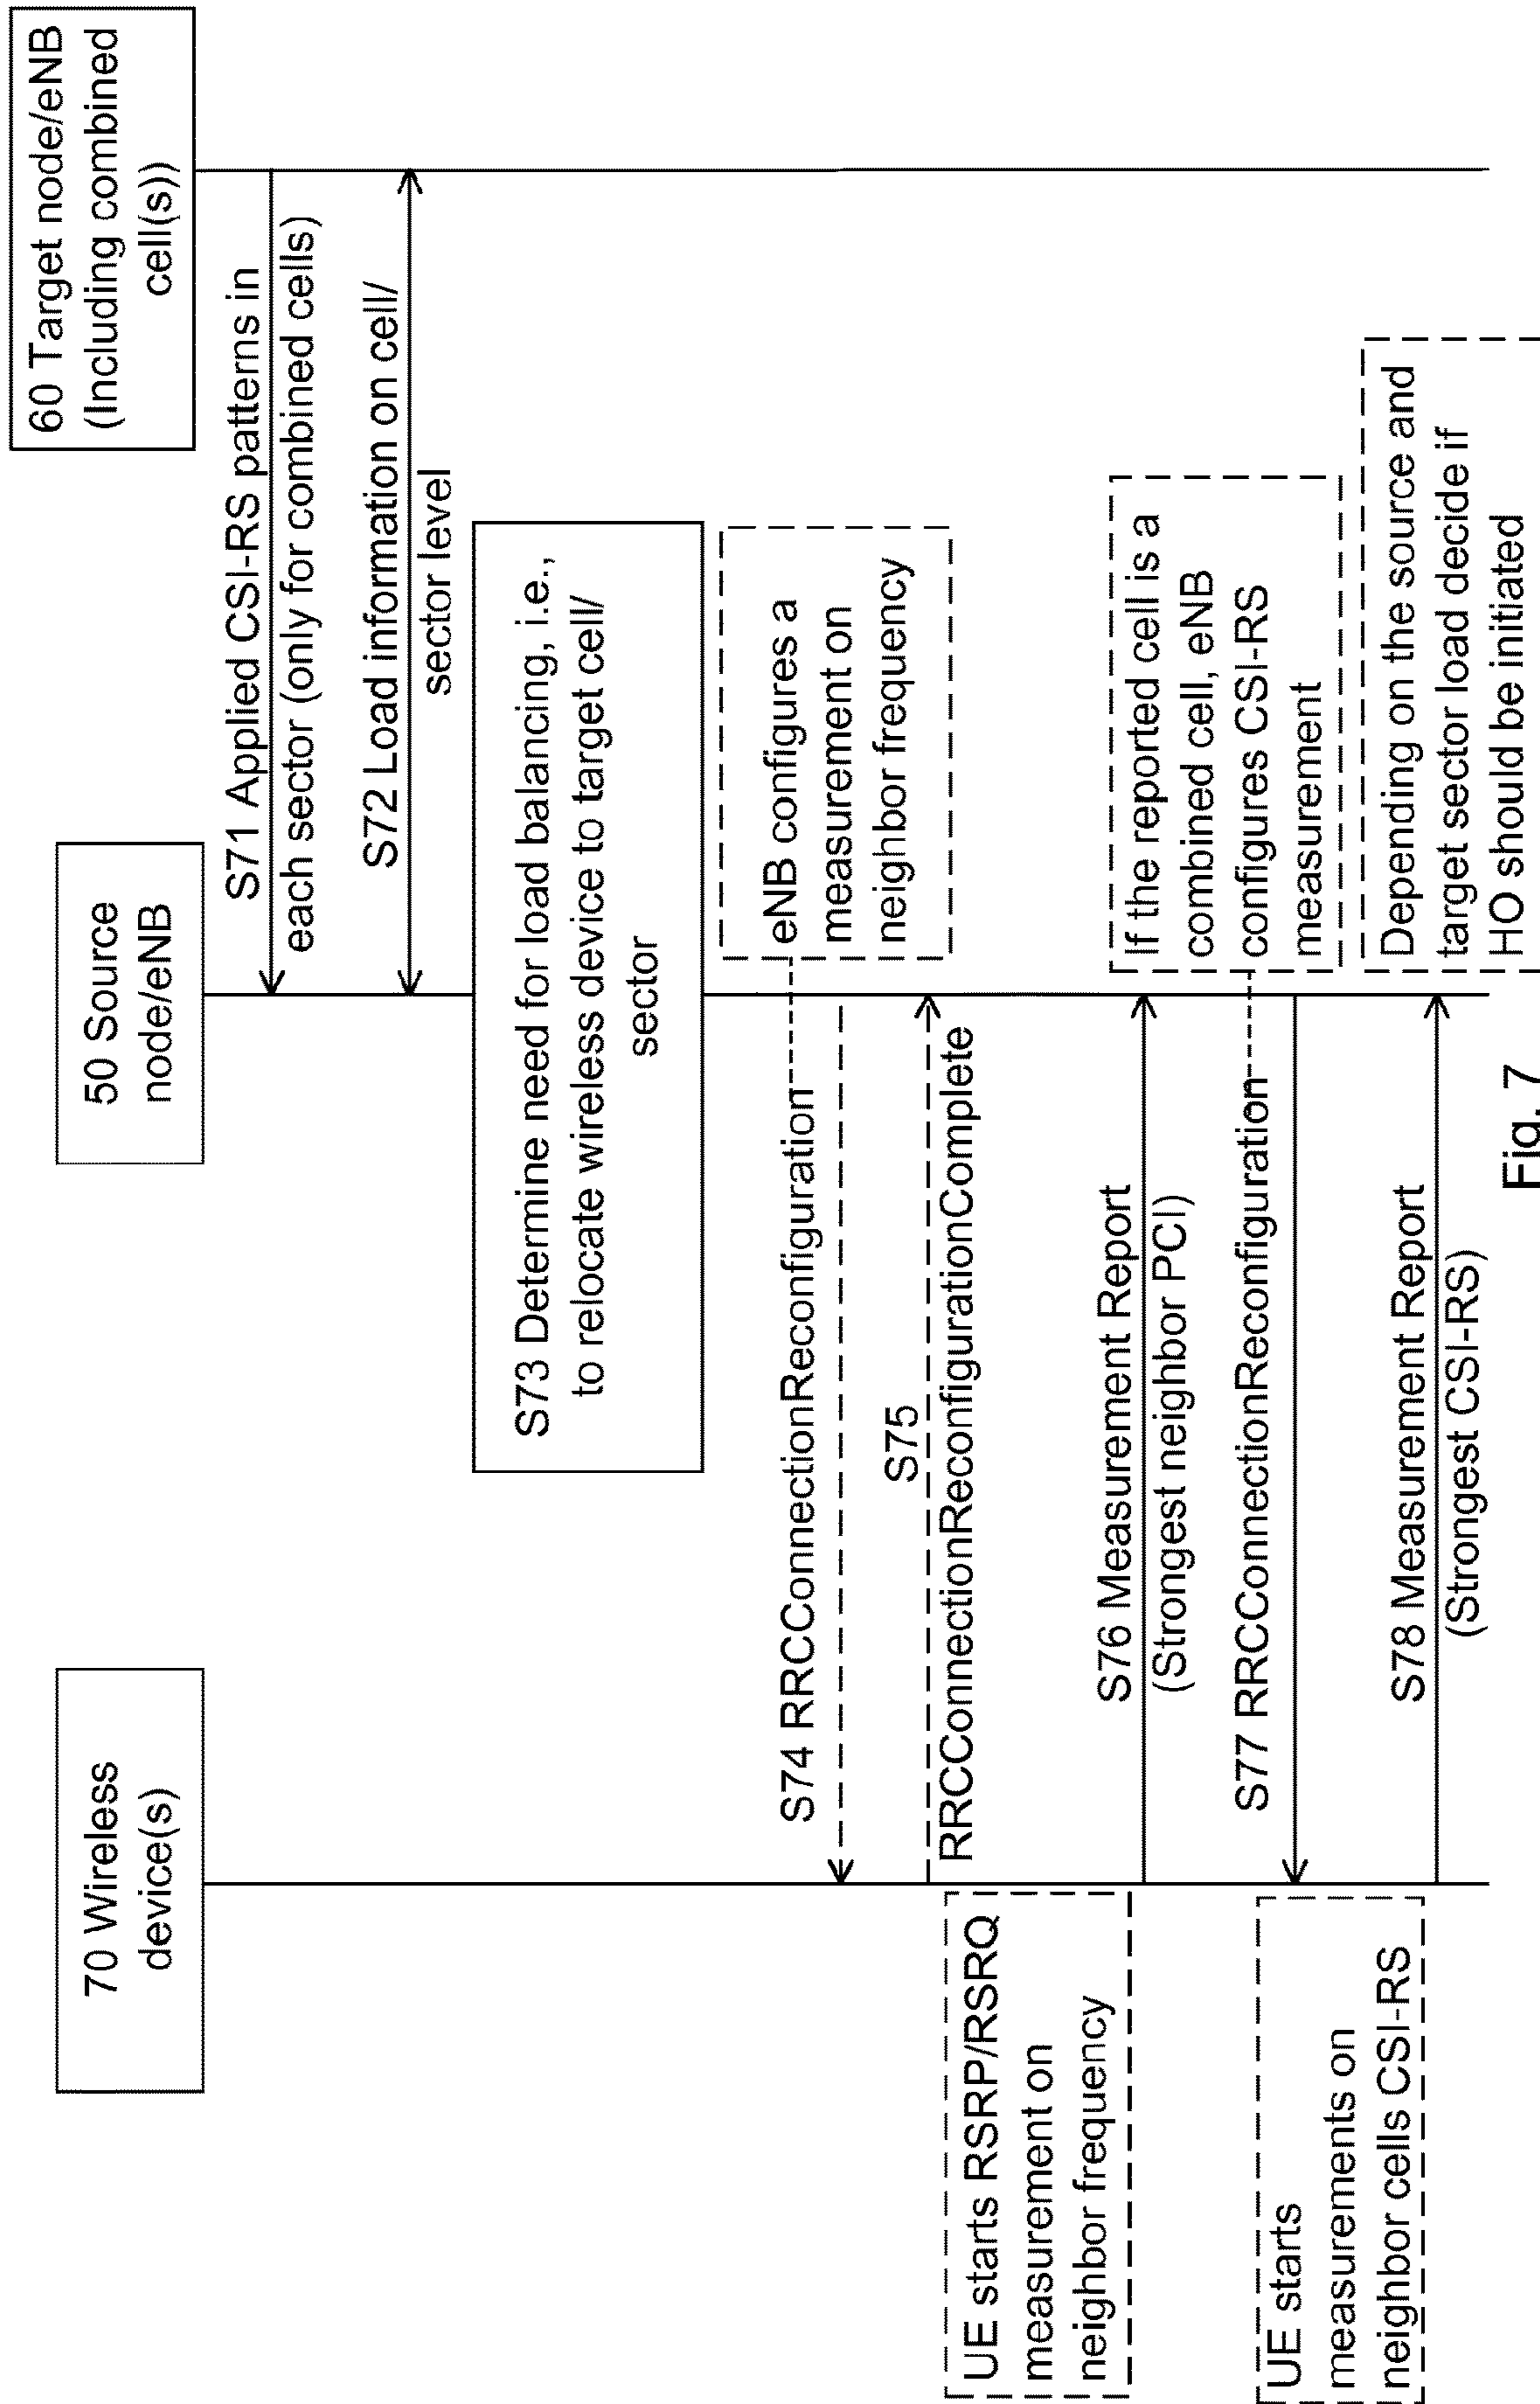 70 Wireless
device(s)
50 Source
node/eNB
60 Target node/eNB
(Including combined
cell(s))
S71 Applied CSI-RS patterns in
each sector (only for combined cells)
S72 Load information on cell/
sector level
S73 Determine need for load balancing, i.e.,
to relocate wireless device to target cell/
sector
eNB configures a
measurement on
neighbor frequency
S74 RRCConnectionReconfiguration
S75
RRCConnectionReconfigurationComplete
UE starts RSRP/RSRQ
measurement on
neighbor frequency
S76 Measurement Report
(Strongest neighbor PCI)
If the reported cell is a
combined cell, eNB
configures CSI-RS
measurement
S77 RRCConnectionReconfiguration
UE starts
measurements on
neighbor cells CSI-RS
S78 Measurement Report
(Strongest CSI-RS)
Depending on the source and
target sector load decide if
HO should be initiated
Fig. 7